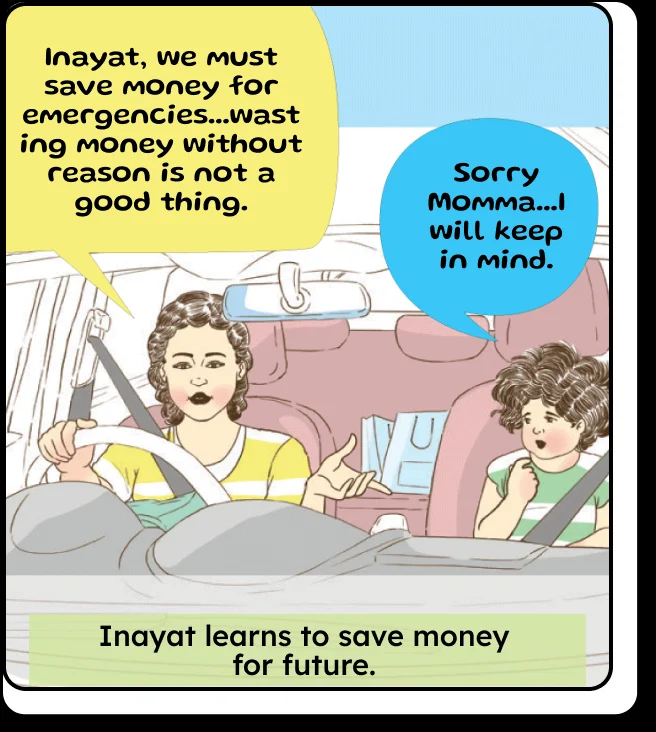 Inayat, we must
save money for
emergencies...wast
ing money without
reason is not a
good thing.
Sorry
Momma...I
will keep
in mind.
Inayat learns to save money
for future.